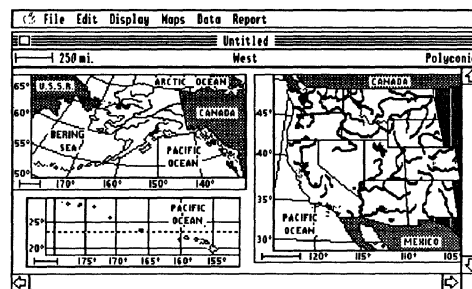 File Edit Display Maps Data Report
Untitled
250 mi. West Polyconic
U.S.S.R.
ARCTIC OCEAN
CANADA
65°
60°
55°
50°
BERING
SEA
PACIFIC
OCEAN
170° 160° 150° 140°
PACIFIC
OCEAN
25°
20°
175° 170° 165° 160° 155°
CANADA
45°
40°
35°
30°
PACIFIC
OCEAN
MEXICO
120° 115° 110° 105